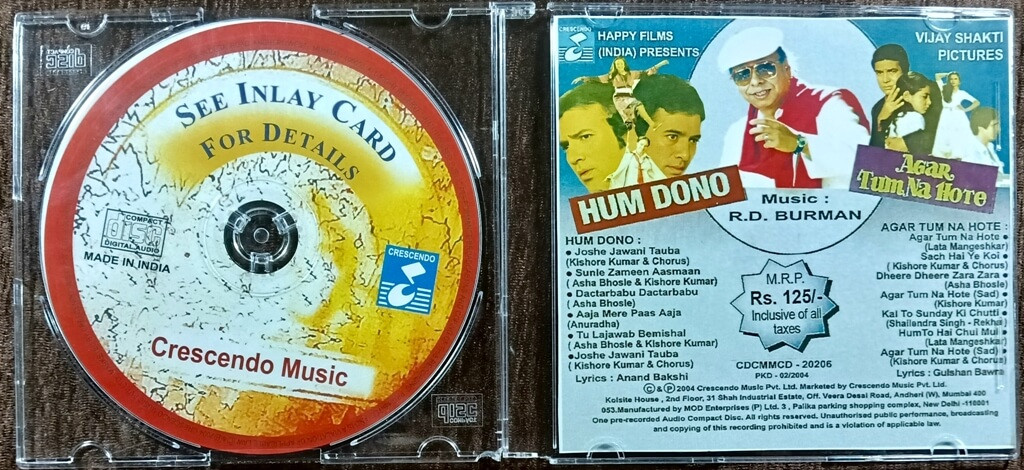 SEE INLAY CARD
FOR DETAILS
COMPACT
disc
DIGITAL AUDIO
MADE IN INDIA
CRESCENDO
Crescendo Music
COMPACT
disc
CRESCENDO
HAPPY FILMS
(INDIA) PRESENTS
VIJAY SHAKTI
PICTURES
HUM DONO
AGAR
TUM NA HOTE
Music :
R.D. BURMAN
HUM DONO :
• Joshe Jawani Tauba
(Kishore Kumar & Chorus)
• Sunle Zameen Aasmaan
( Asha Bhosle & Kishore Kumar)
• Dactarbabu Dactarbabu
( Asha Bhosle)
• Aaja Mere Paas Aaja
(Anuradha)
• Tu Lajawab Bemishal
( Asha Bhosle & Kishore Kumar)
• Joshe Jawani Tauba
( Kishore Kumar & Chorus)
Lyrics : Anand Bakshi
M.R.P.
Rs. 125/-
Inclusive of all
taxes
CDCMMCD - 20206
PKD - 02/2004
AGAR TUM NA HOTE :
Agar Tum Na Hote •
(Lata Mangeshkar)
Sach Hai Ye Koi •
( Kishore Kumar & Chorus)
Dheere Dheere Zara Zara •
(Asha Bhosle)
Agar Tum Na Hote (Sad) •
(Kishore Kumar)
Kal To Sunday Ki Chutti •
(Shailendra Singh - Rekha)
HumTo Hai Chui Mui •
(Lata Mangeshkar)
Agar Tum Na Hote (Sad) •
(Kishore Kumar & Chorus)
Lyrics : Gulshan Bawra
© & ℗ 2004 Crescendo Music Pvt. Ltd. Marketed by Crescendo Music Pvt. Ltd.
Kolsite House , 2nd Floor, 31 Shah Industrial Estate, Off. Veera Desai Road, Andheri (W), Mumbai 400
053.Manufactured by MOD Enterprises (P) Ltd. 3 , Palika parking shopping complex, New Delhi -110001
One pre-recorded Audio Compact Disc. All rights reserved. Unauthorised public performance, broadcasting
and copying of this recording prohibited and is a violation of applicable law.